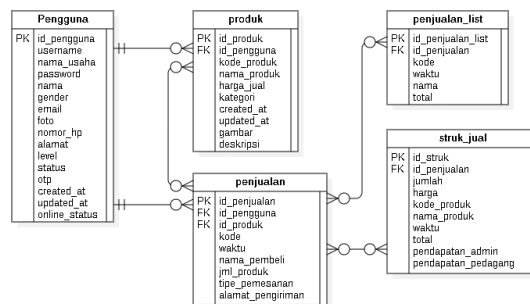 Pengguna
PK id_pengguna
username
nama_usaha
password
nama
gender
email
foto
nomor_hp
alamat
level
status
otp
created_at
updated_at
online_status
produk
PK id_produk
FK id_pengguna
kode_produk
nama_produk
harga_jual
kategori
created_at
updated_at
gambar
deskripsi
penjualan_list
PK id_penjualan_list
FK id_penjualan
kode
waktu
nama
total
penjualan
PK id_penjualan
FK id_pengguna
FK id_produk
kode
waktu
nama_pembeli
jml_produk
tipe_pemesanan
alamat_pengiriman
struk_jual
PK id_struk
FK id_penjualan
jumlah
harga
kode_produk
nama_produk
waktu
total
pendapatan_admin
pendapatan_pedagang